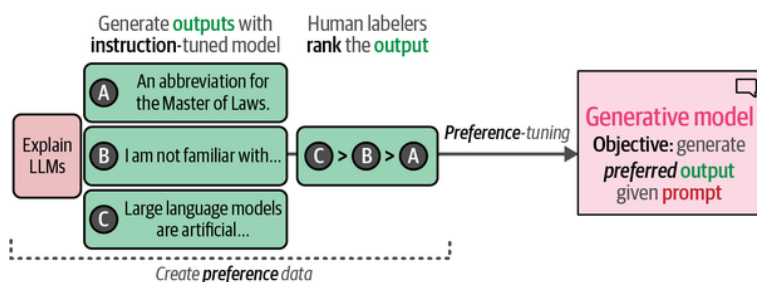 Generate outputs with
instruction-tuned model
Human labelers
rank the output
Explain
LLMs
A
An abbreviation for
the Master of Laws.
B
I am not familiar with...
C
Large language models
are artificial...
C > B > A
Preference-tuning
Generative model
Objective: generate
preferred output
given prompt
Create preference data